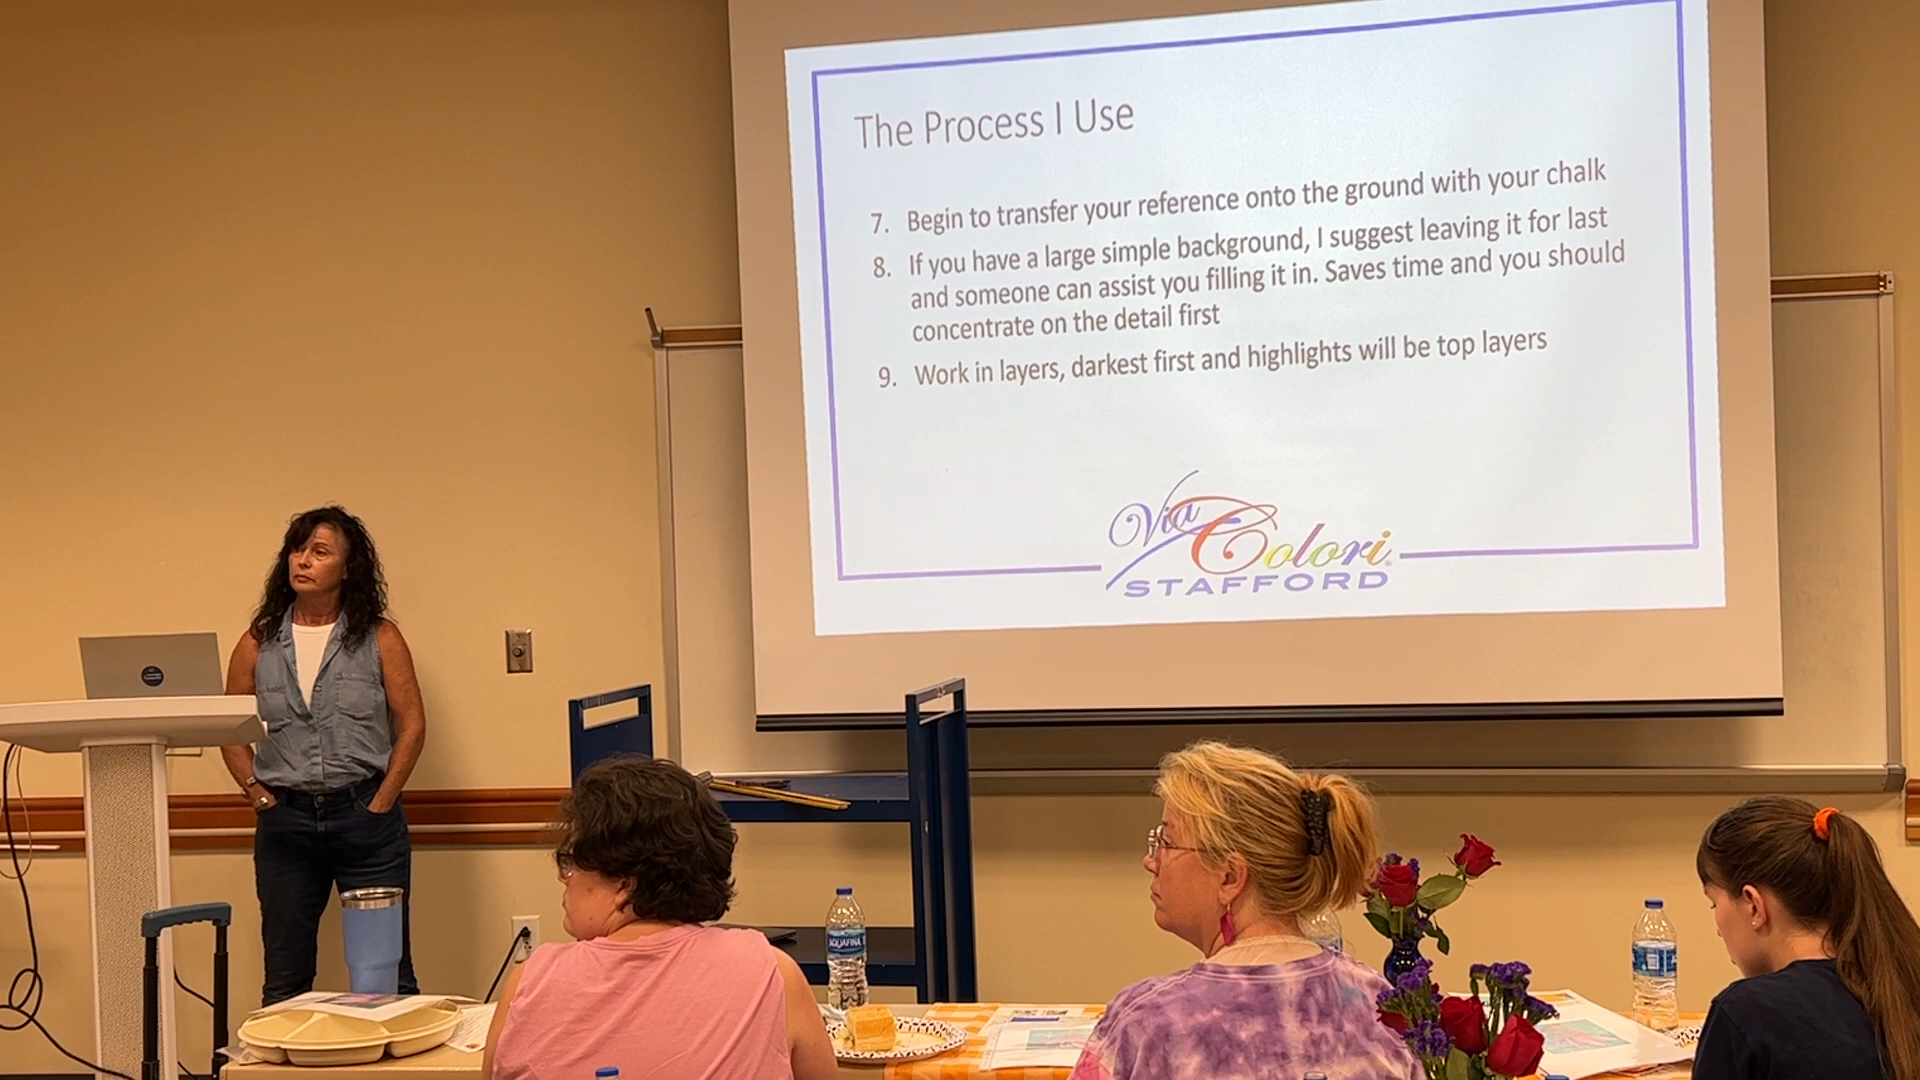 The Process I Use
7. Begin to transfer your reference onto the ground with your chalk
8. If you have a large simple background, I suggest leaving it for last
and someone can assist you filling it in. Saves time and you should
concentrate on the detail first
9. Work in layers, darkest first and highlights will be top layers
Via Colori
STAFFORD
AQUAFINA